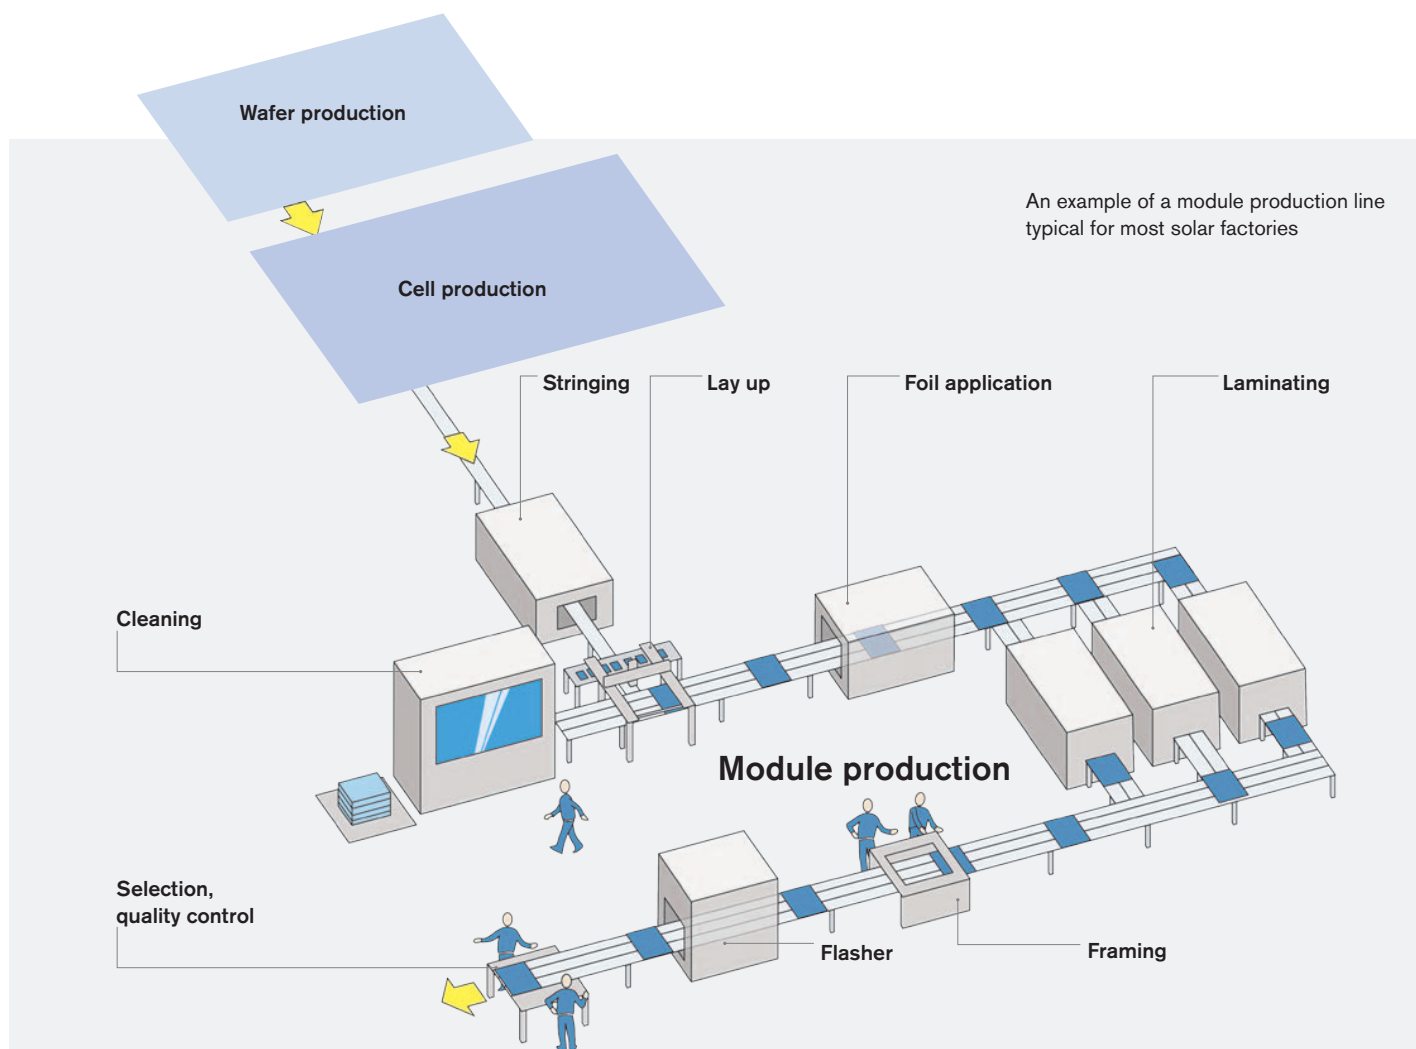 Wafer production
An example of a module production line
typical for most solar factories
Cell production
Stringing
Lay up
Foil application
Laminating
Cleaning
Module production
Selection,
quality control
Flasher
Framing